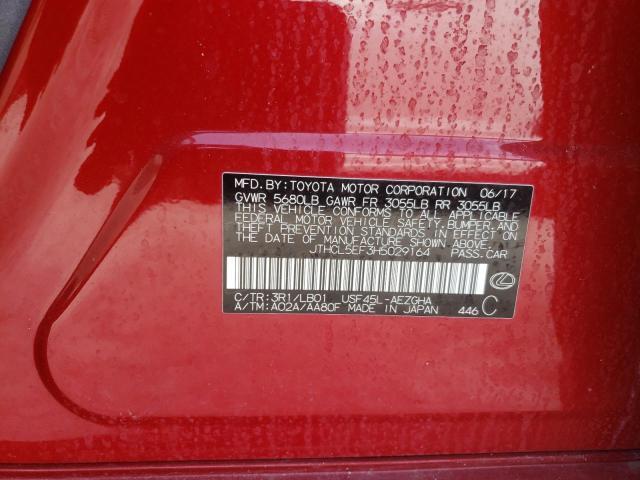 MFD.BY:TOYOTA MOTOR CORPORATION 06/17
GVWR 5680LB GAWR FR 3055LB RR 3055LB
THIS VEHICLE CONFORMS TO ALL APPLICABLE
FEDERAL MOTOR VEHICLE SAFETY,BUMPER,AND
THEFT PREVENTION STANDARDS IN EFFECT ON
THE DATE OF MANUFACTURE SHOWN ABOVE.
JTHCL5EF3H5029164 PASS.CAR
C/TR:3R1/LB01 USF45L-AEZGHA
A/TM:A02A/AA80F MADE IN JAPAN 446 C